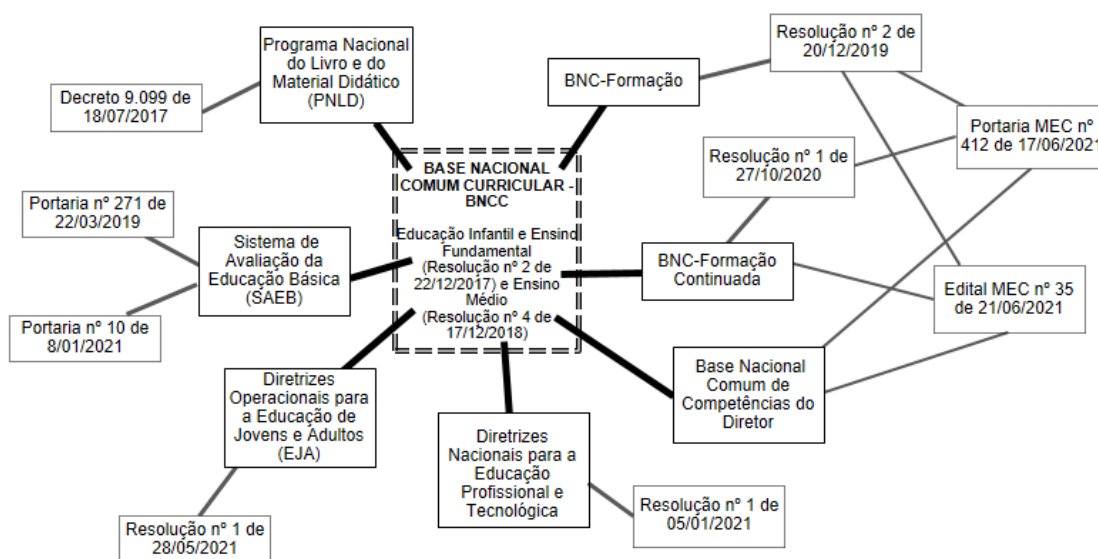 Programa Nacional
do Livro e do
Material Didático
(PNLD)
Decreto 9.099 de
18/07/2017
BNC-Formação
Resolução nº 2 de
20/12/2019
Portaria MEC nº
412 de 17/06/2021
Resolução nº 1 de
27/10/2020
BASE NACIONAL
COMUM CURRICULAR -
BNCC
Educação Infantil e Ensino
Fundamental
(Resolução nº 2 de
22/12/2017) e Ensino
Médio
(Resolução nº 4 de
17/12/2018)
Portaria nº 271 de
22/03/2019
Sistema de
Avaliação da
Educação Básica
(SAEB)
Portaria nº 10 de
8/01/2021
BNC-Formação
Continuada
Edital MEC nº 35
de 21/06/2021
Base Nacional
Comum de
Competências do
Diretor
Diretrizes
Operacionais para
a Educação de
Jovens e Adultos
(EJA)
Diretrizes
Nacionais para a
Educação
Profissional e
Tecnológica
Resolução nº 1 de
05/01/2021
Resolução nº 1 de
28/05/2021